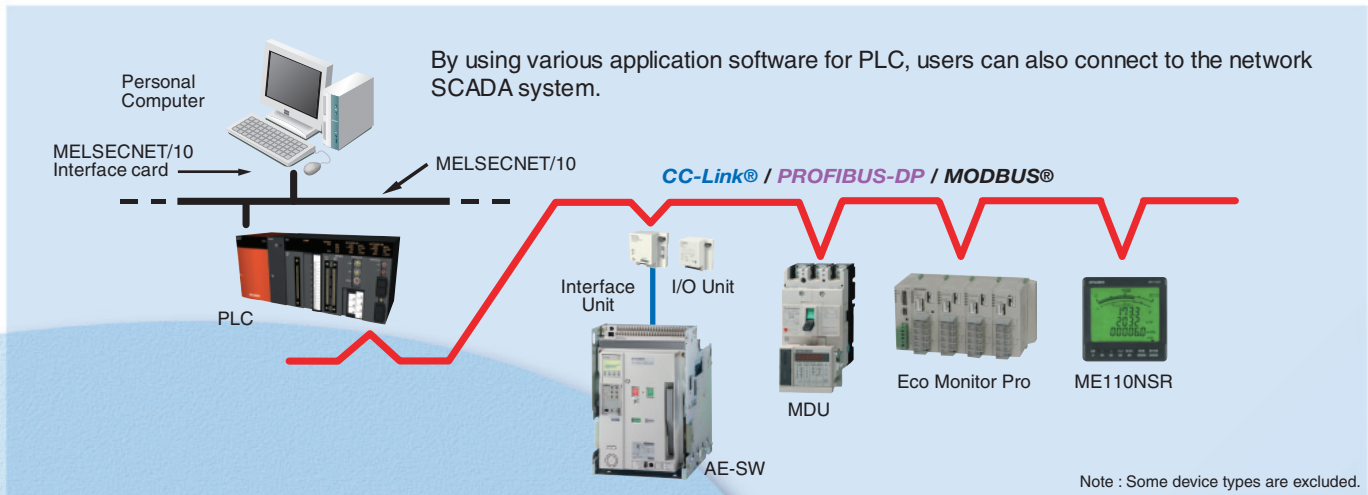 By using various application software for PLC, users can also connect to the network
SCADA system.
Personal
Computer
MELSECNET/10
Interface card
MELSECNET/10
CC-Link® / PROFIBUS-DP / MODBUS®
PLC
Interface
Unit
I/O Unit
AE-SW
MDU
Eco Monitor Pro
ME110NSR
Note : Some device types are excluded.